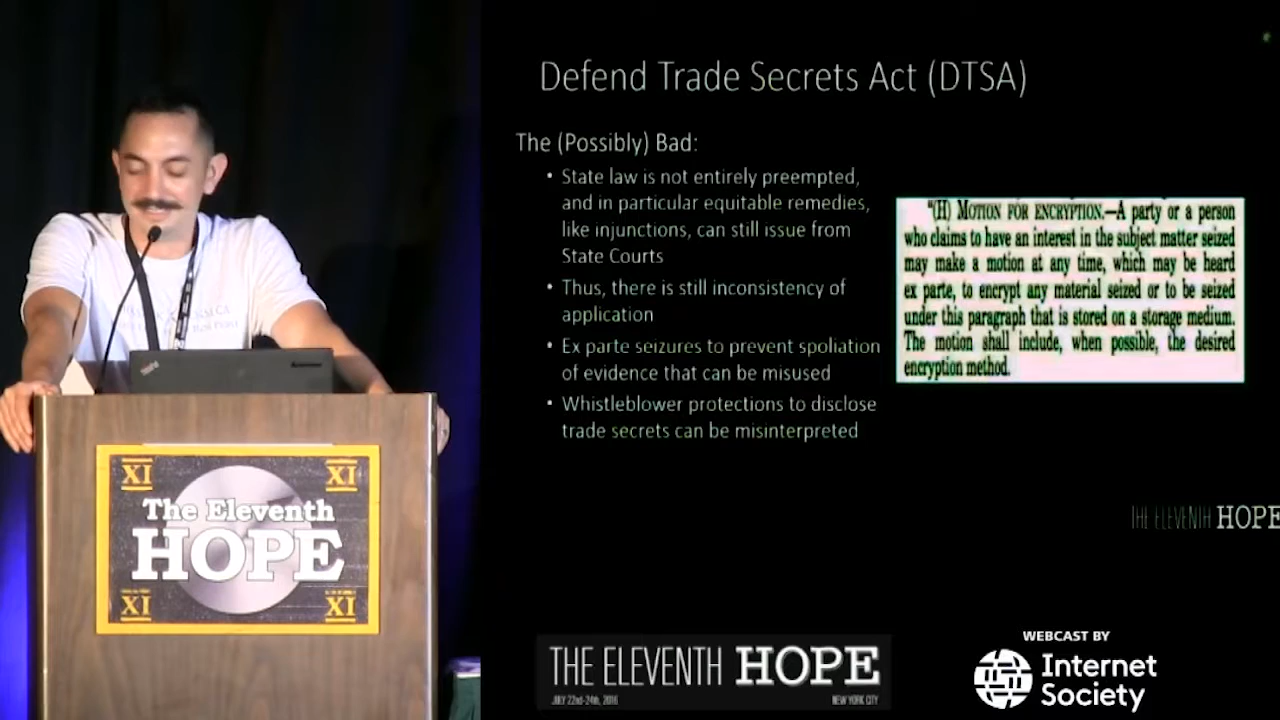 Defend Trade Secrets Act (DTSA)
The (Possibly) Bad:
• State law is not entirely preempted,
and in particular equitable remedies,
like injunctions, can still issue from
State Courts
• Thus, there is still inconsistency of
application
• Ex parte seizures to prevent spoliation
of evidence that can be misused
• Whistleblower protections to disclose
trade secrets can be misinterpreted
“(H) MOTION FOR ENCRYPTION.—A party or a person
who claims to have an interest in the subject matter seized
may make a motion at any time, which may be heard
ex parte, to encrypt any material seized or to be seized
under this paragraph that is stored on a storage medium.
The motion shall include, when possible, the desired
encryption method.
THE ELEVENTH HOPE
XI XI
The Eleventh
HOPE
XI XI
THE ELEVENTH HOPE
JULY 22nd-24th, 2016 NEW YORK CITY
WEBCAST BY
Internet
Society